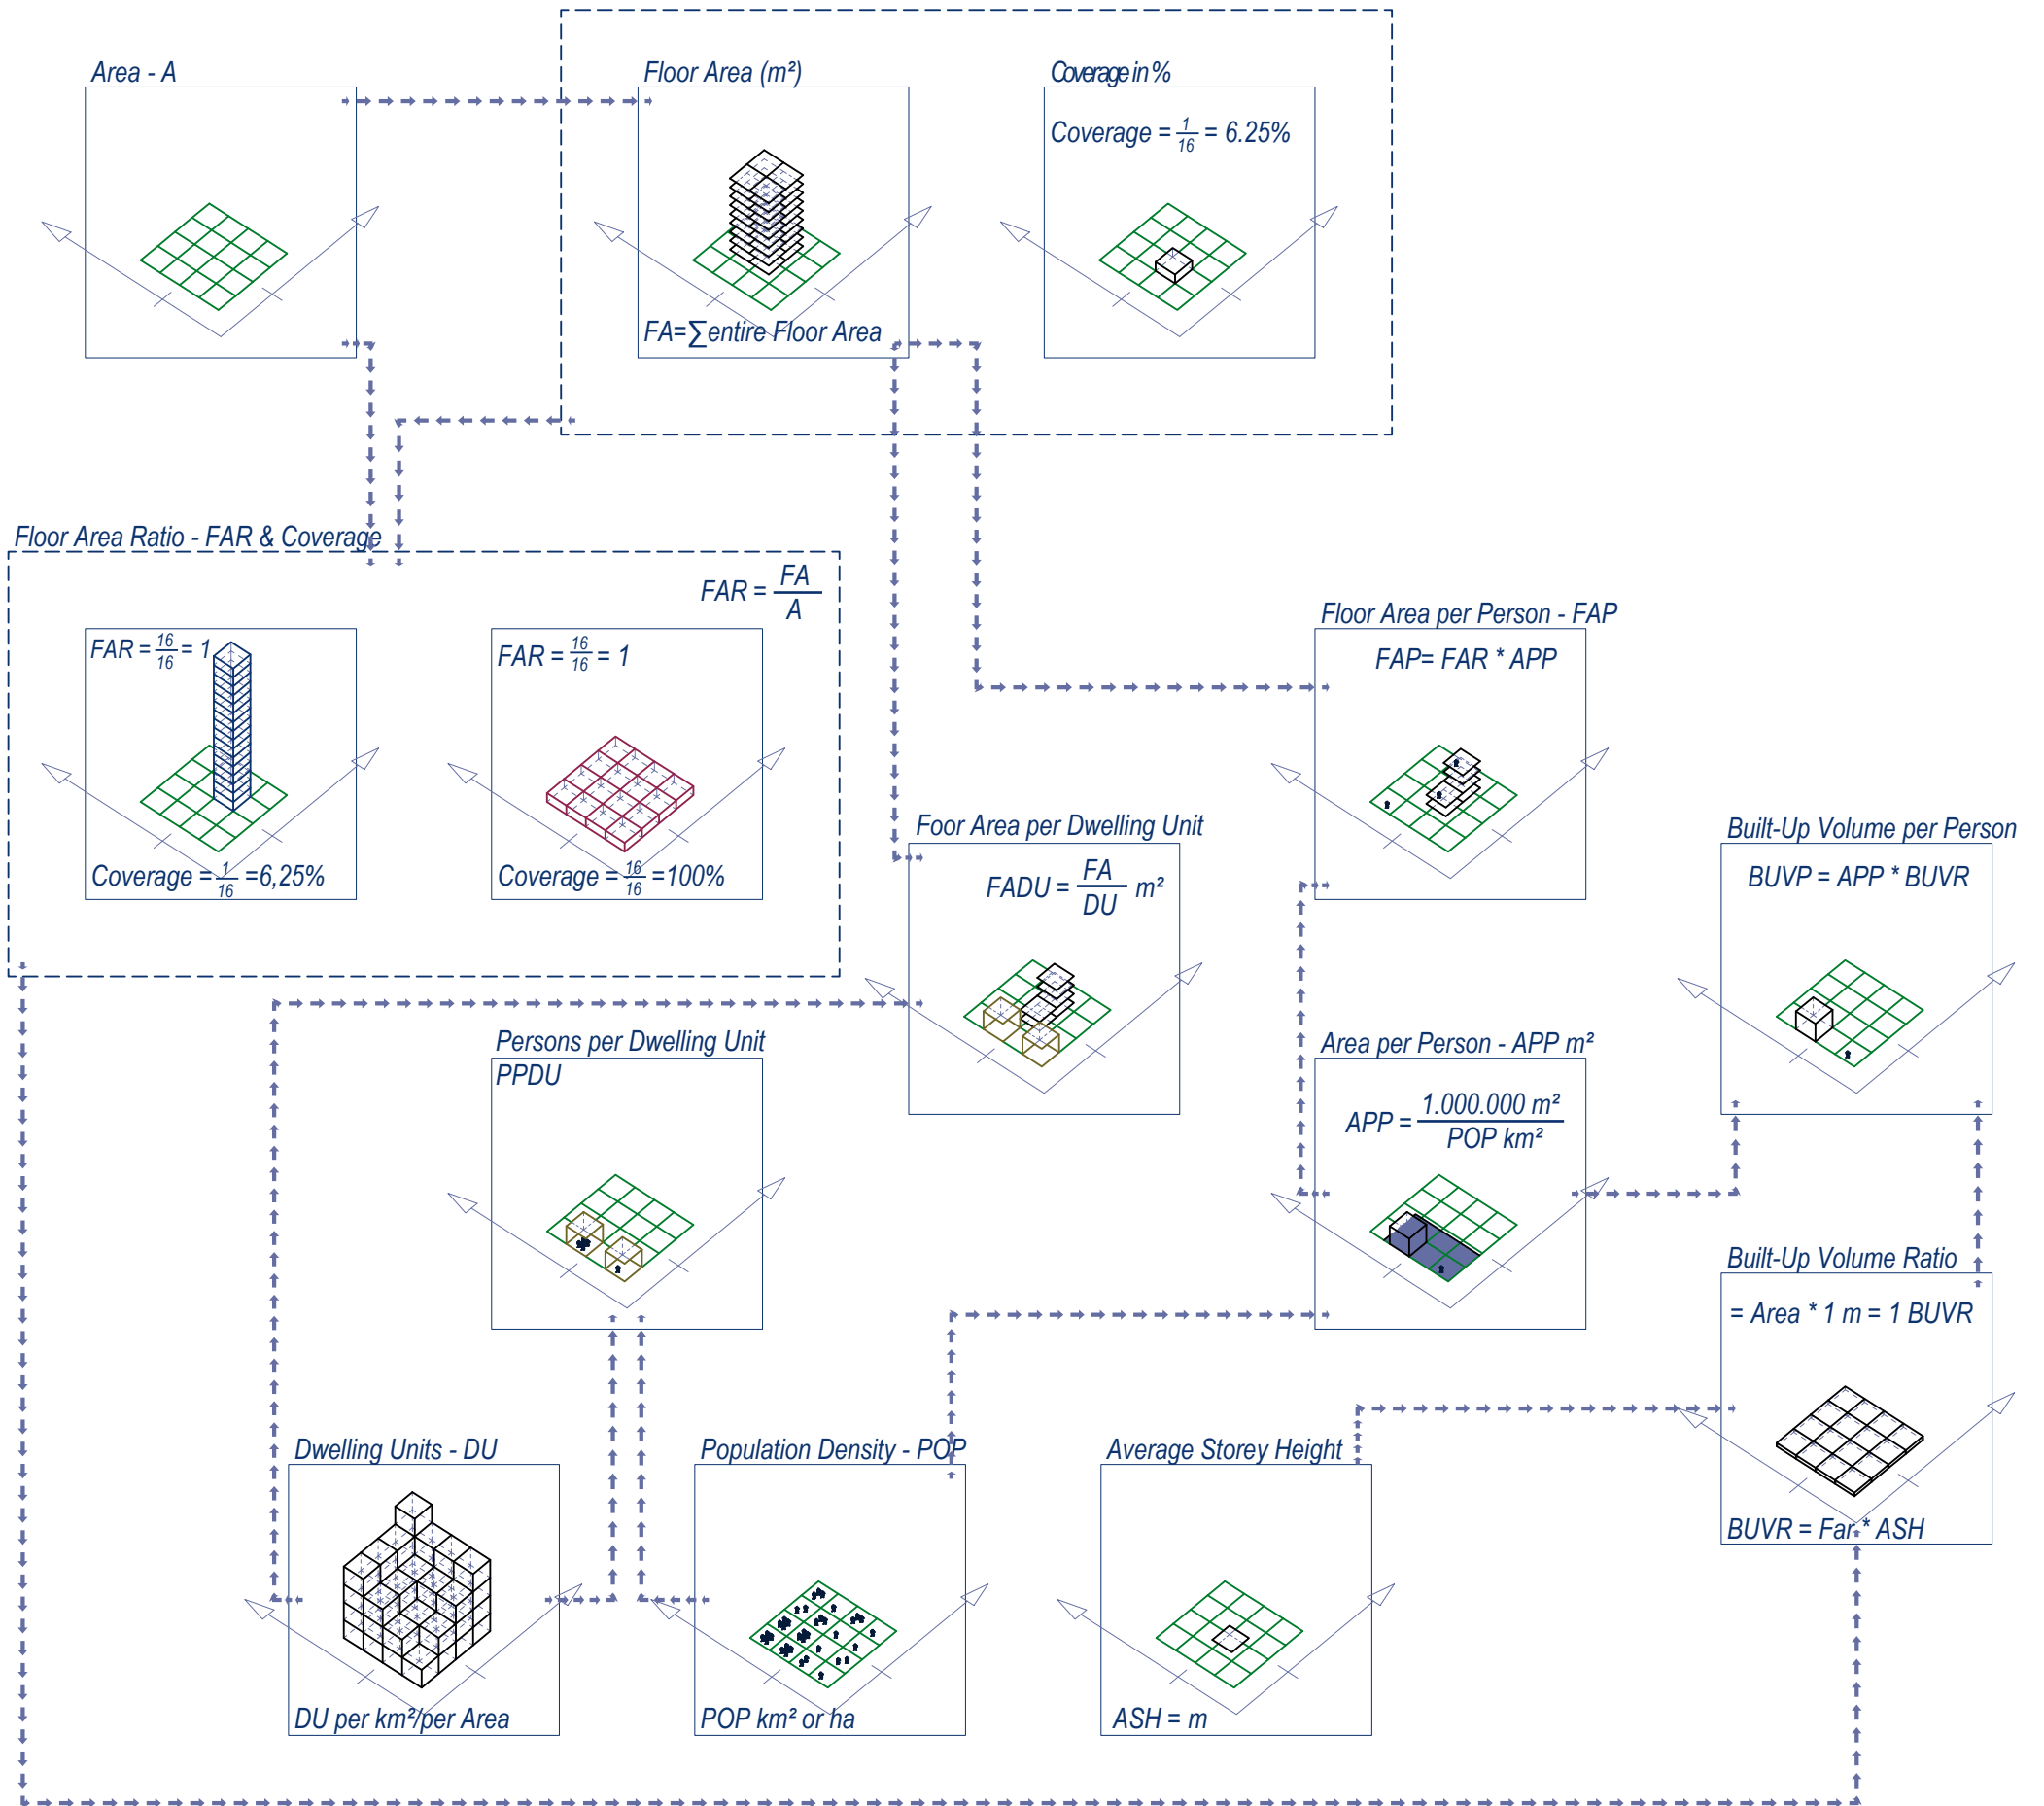 Area - A
Floor Area (m²)
Coverage in %
Coverage = 1/16 = 6.25%
FA=∑entire Floor Area
Floor Area Ratio - FAR & Coverage
FAR = FA/A
FAR = 16/16 = 1
FAR = 16/16 = 1
Coverage = 1/16 =6,25%
Coverage = 16/16 =100%
Floor Area per Person - FAP
FAP= FAR * APP
Foor Area per Dwelling Unit
FADU = FA/DU m²
Built-Up Volume per Person
BUVP = APP * BUVR
Persons per Dwelling Unit
PPDU
Area per Person - APP m²
APP = 1.000.000 m²/POP km²
Built-Up Volume Ratio
= Area * 1 m = 1 BUVR
BUVR = Far * ASH
Dwelling Units - DU
DU per km²/per Area
Population Density - POP
POP km² or ha
Average Storey Height
ASH = m